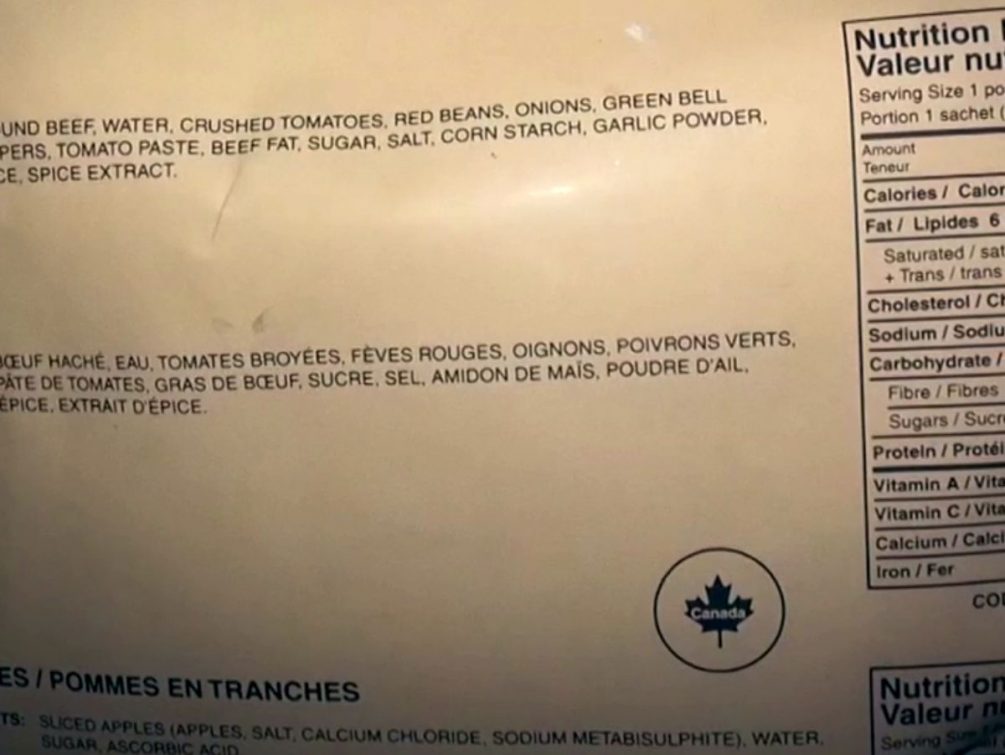 UND BEEF, WATER, CRUSHED TOMATOES, RED BEANS, ONIONS, GREEN BELL
PERS, TOMATO PASTE, BEEF FAT, SUGAR, SALT, CORN STARCH, GARLIC POWDER,
CE, SPICE EXTRACT.
BŒUF HACHÉ, EAU, TOMATES BROYÉES, FÈVES ROUGES, OIGNONS, POIVRONS VERTS,
PÂTE DE TOMATES, GRAS DE BŒUF, SUCRE, SEL, AMIDON DE MAÏS, POUDRE D'AIL,
ÉPICE, EXTRAIT D'ÉPICE.
Canada
ES / POMMES EN TRANCHES
TS: SLICED APPLES (APPLES, SALT, CALCIUM CHLORIDE, SODIUM METABISULPHITE), WATER,
SUGAR, ASCORBIC ACID
Nutrition
Valeur nu
Serving Size 1 po
Portion 1 sachet (
Amount
Teneur
Calories / Calor
Fat / Lipides 6
Saturated / sat
+ Trans / trans
Cholesterol / Ch
Sodium / Sodiu
Carbohydrate /
Fibre / Fibres
Sugars / Sucr
Protein / Protéi
Vitamin A / Vita
Vitamin C / Vita
Calcium / Calci
Iron / Fer
CO
Nutrition
Valeur n
Serving